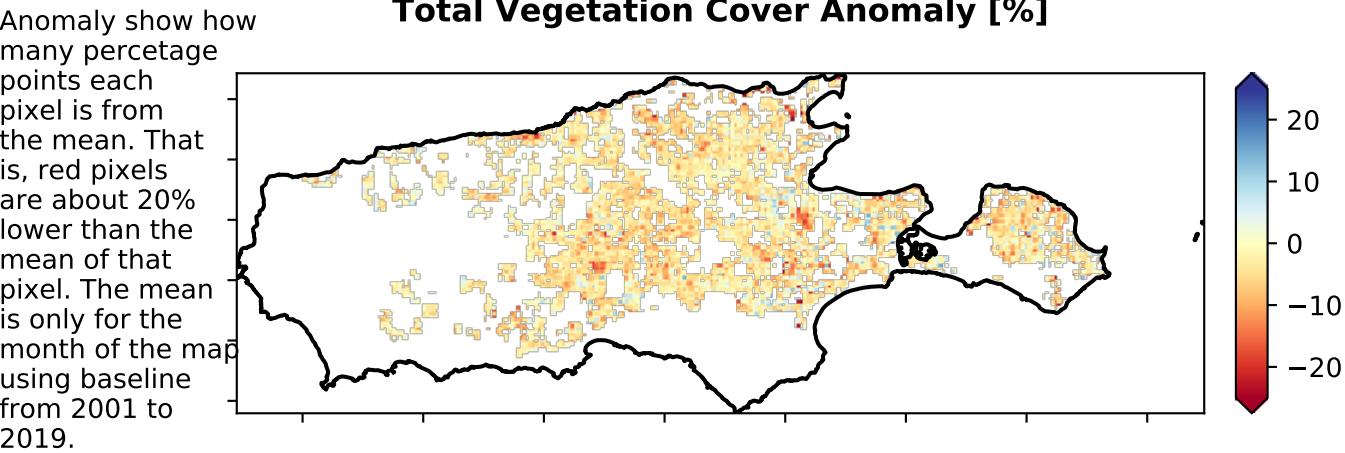 Total Vegetation Cover Anomaly [%]
Anomaly show how
many percetage
points each
pixel is from
the mean. That
is, red pixels
are about 20%
lower than the
mean of that
pixel. The mean
is only for the
month of the map
using baseline
from 2001 to
2019.
20
10
0
−10
−20